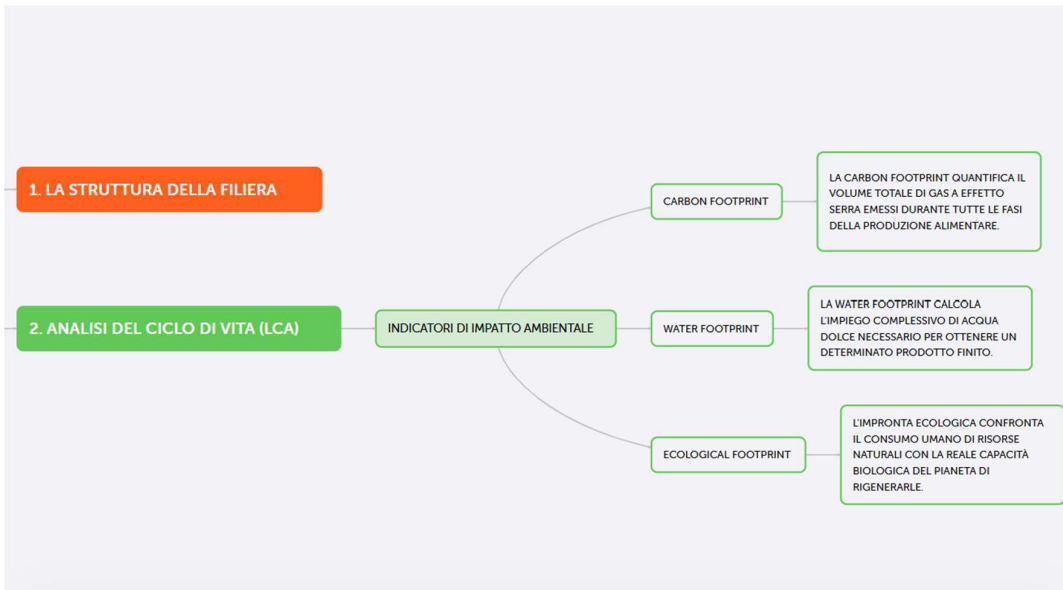 1. LA STRUTTURA DELLA FILIERA
2. ANALISI DEL CICLO DI VITA (LCA)
INDICATORI DI IMPATTO AMBIENTALE
CARBON FOOTPRINT
LA CARBON FOOTPRINT QUANTIFICA IL
VOLUME TOTALE DI GAS A EFFETTO
SERRA EMESSI DURANTE TUTTE LE FASI
DELLA PRODUZIONE ALIMENTARE.
WATER FOOTPRINT
LA WATER FOOTPRINT CALCOLA
L'IMPIEGO COMPLESSIVO DI ACQUA
DOLCE NECESSARIO PER OTTENERE UN
DETERMINATO PRODOTTO FINITO.
ECOLOGICAL FOOTPRINT
L'IMPRONTA ECOLOGICA CONFRONTA
IL CONSUMO UMANO DI RISORSE
NATURALI CON LA REALE CAPACITÀ
BIOLOGICA DEL PIANETA DI
RIGENERARLE.